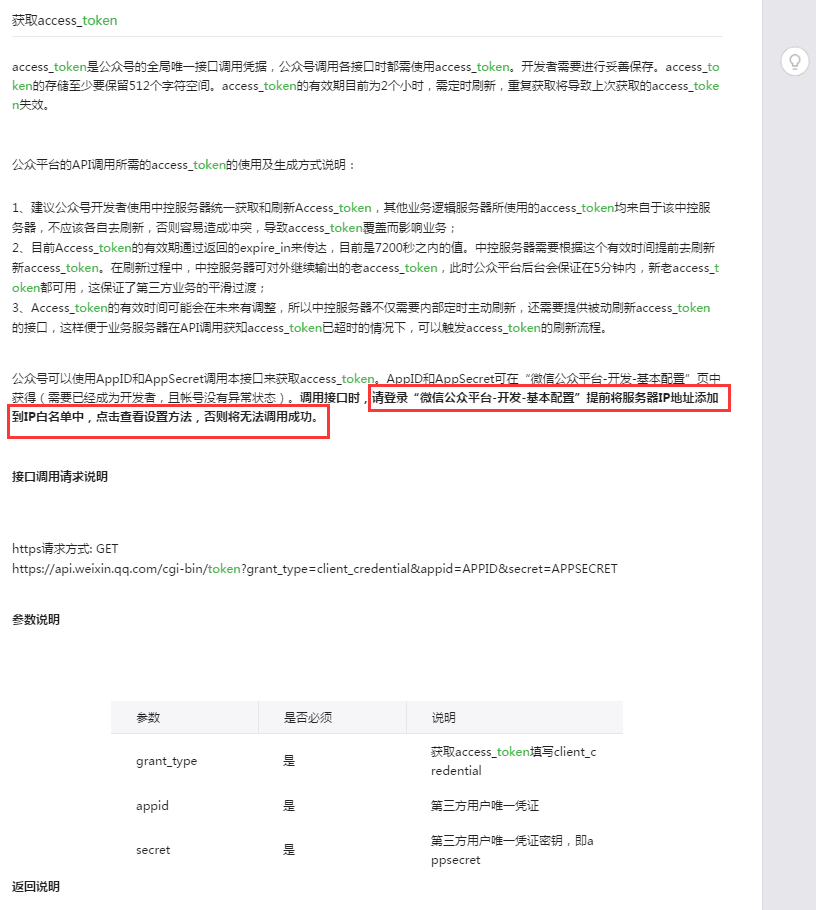 获取access_token
access_token是公众号的全局唯一接口调用凭据，公众号调用各接口时都需使用access_token。开发者需要进行妥善保存。access_to
ken的存储至少要保留512个字符空间。access_token的有效期目前为2个小时，需定时刷新，重复获取将导致上次获取的access_toke
n失效。
公众平台的API调用所需的access_token的使用及生成方式说明：
1、建议公众号开发者使用中控服务器统一获取和刷新Access_token，其他业务逻辑服务器所使用的access_token均来自于该中控服
务器，不应该各自去刷新，否则容易造成冲突，导致access_token覆盖而影响业务；
2、目前Access_token的有效期通过返回的expire_in来传达，目前是7200秒之内的值。中控服务器需要根据这个有效时间提前去刷新
新access_token。在刷新过程中，中控服务器可对外继续输出的老access_token，此时公众平台后台会保证在5分钟内，新老access_t
oken都可用，这保证了第三方业务的平滑过渡；
3、Access_token的有效时间可能会在未来有调整，所以中控服务器不仅需要内部定时主动刷新，还需要提供被动刷新access_token
的接口，这样便于业务服务器在API调用获知access_token已超时的情况下，可以触发access_token的刷新流程。
公众号可以使用AppID和AppSecret调用本接口来获取access_token。AppID和AppSecret可在“微信公众平台-开发-基本配置”页中
获得（需要已经成为开发者，且帐号没有异常状态）。调用接口时，请登录“微信公众平台-开发-基本配置”提前将服务器IP地址添加
到IP白名单中，点击查看设置方法，否则将无法调用成功。
接口调用请求说明
https请求方式: GET
https://api.weixin.qq.com/cgi-bin/token?grant_type=client_credential&appid=APPID&secret=APPSECRET
参数说明
参数 是否必须 说明
grant_type 是 获取access_token填写client_c
redential
appid 是 第三方用户唯一凭证
secret 是 第三方用户唯一凭证密钥，即a
ppsecret
返回说明